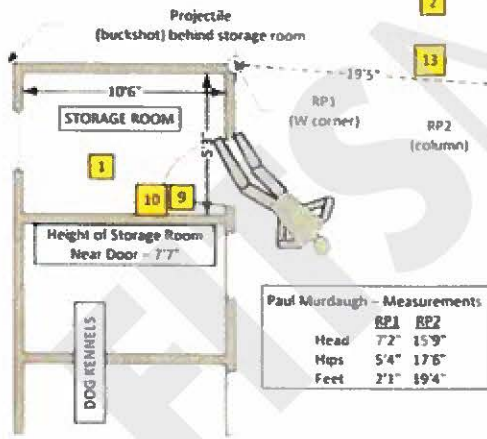 Projectile
(buckshot) behind storage room
2
13
19'5"
10'6"
RP1
(W corner)
RP2
(column)
STORAGE ROOM
5'3"
1
10
9
Height of Storage Room
Near Door – 7'7"
DOG KENNELS
Paul Murdaugh – Measurements
RP1 RP2
Head 7'2" 15'9"
Hips 5'4" 17'6"
Feet 2'1" 19'4"